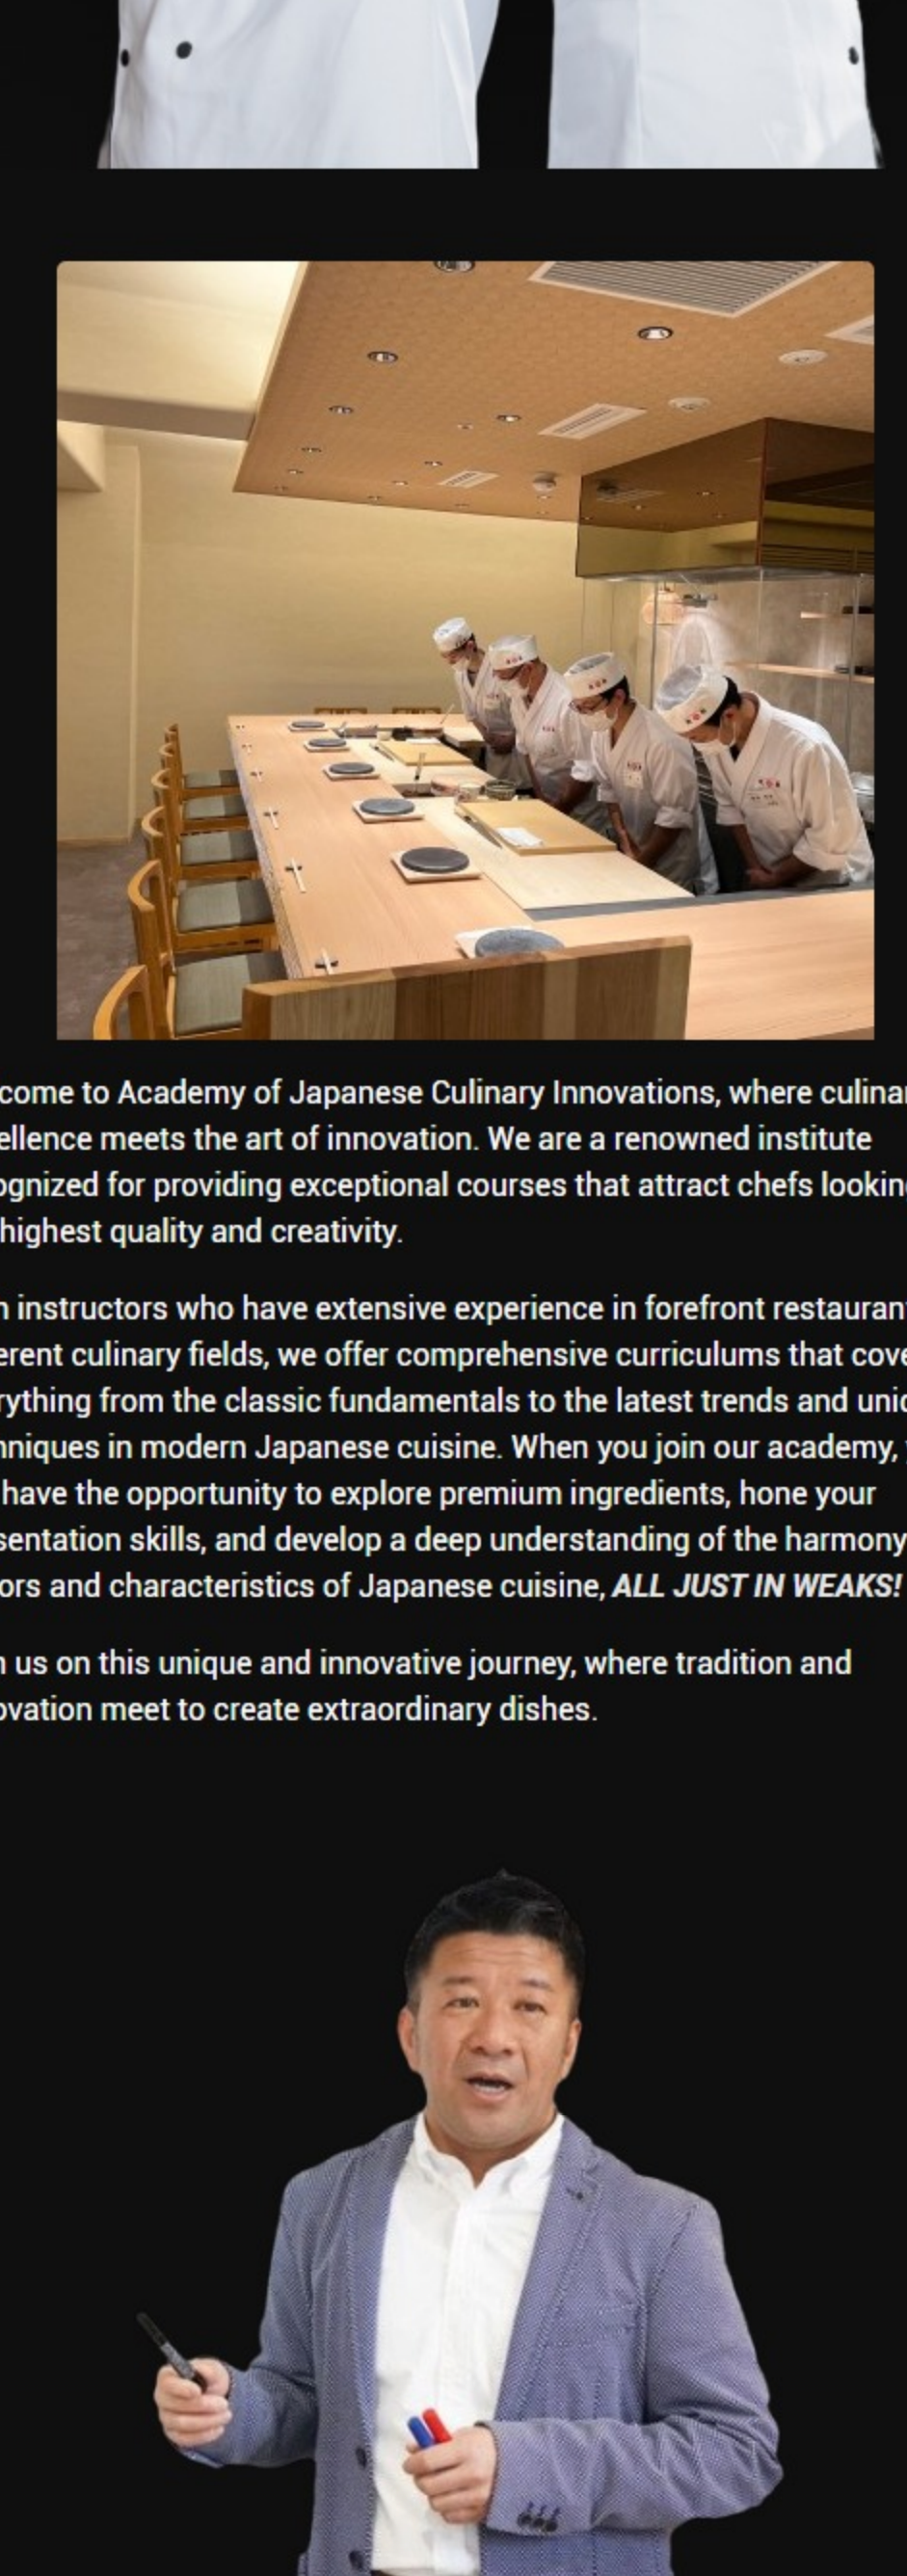 come to Academy of Japanese Culinary Innovations, where culinar
ellence meets the art of innovation. We are a renowned institute
ognized for providing exceptional courses that attract chefs lookin
highest quality and creativity.
h instructors who have extensive experience in forefront restauran
erent culinary fields, we offer comprehensive curriculums that cove
rything from the classic fundamentals to the latest trends and uniq
hniques in modern Japanese cuisine. When you join our academy, y
have the opportunity to explore premium ingredients, hone your
sentation skills, and develop a deep understanding of the harmony
ors and characteristics of Japanese cuisine, ALL JUST IN WEAKS!
n us on this unique and innovative journey, where tradition and
ovation meet to create extraordinary dishes.